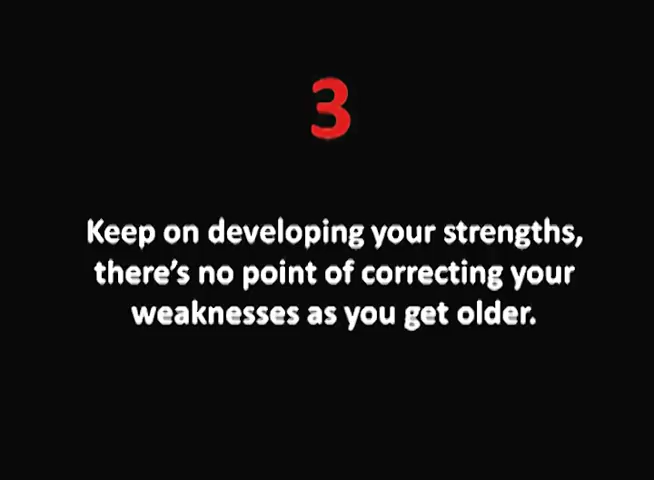 3
Keep on developing your strengths,
there's no point of correcting your
weaknesses as you get older.